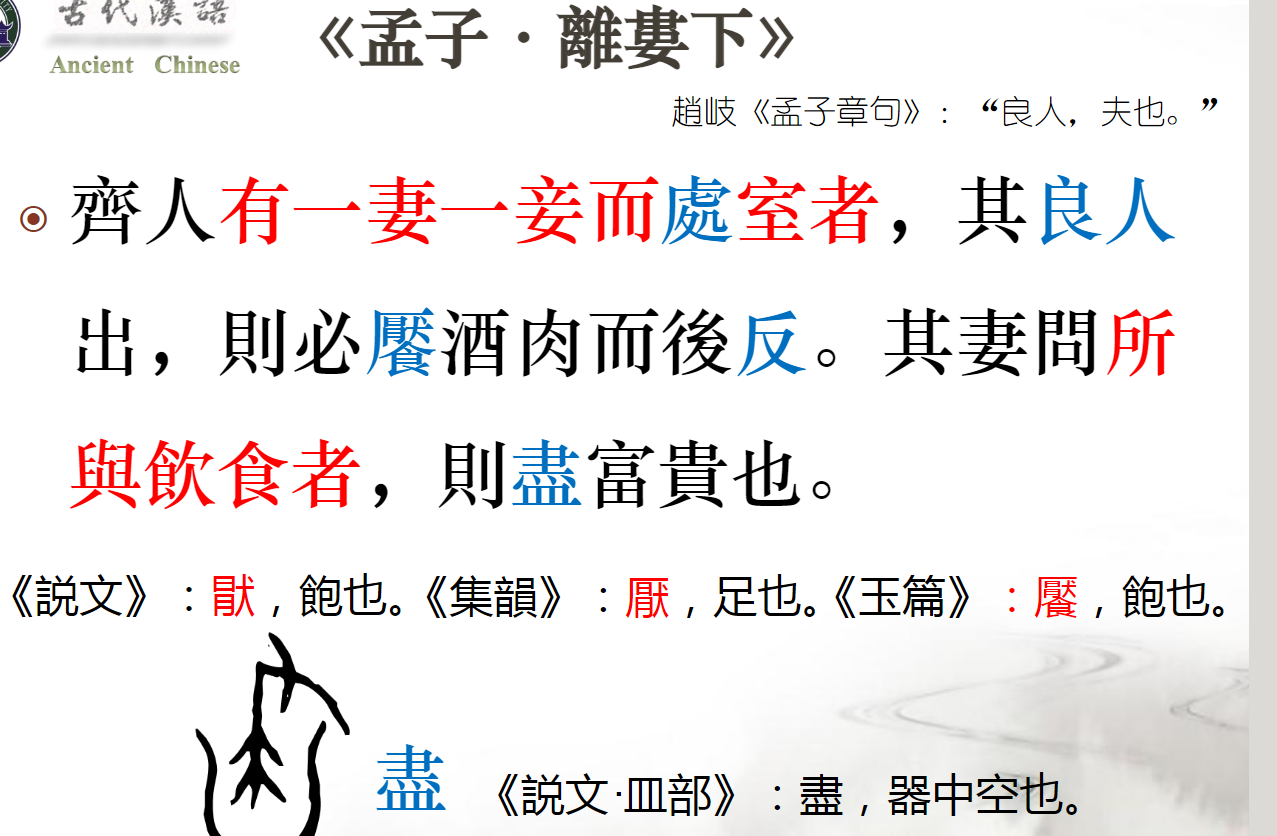 古代漢語
Ancient Chinese
《孟子·離婁下》
趙岐《孟子章句》:“良人,夫也。”
齊人有一妻一妾而處室者,其良人
出,則必饜酒肉而後反。其妻問所
與飲食者,則盡富貴也。
《説文》:猒,飽也。《集韻》:厭,足也。《玉篇》:饜,飽也。
盡 《説文·皿部》:盡,器中空也。